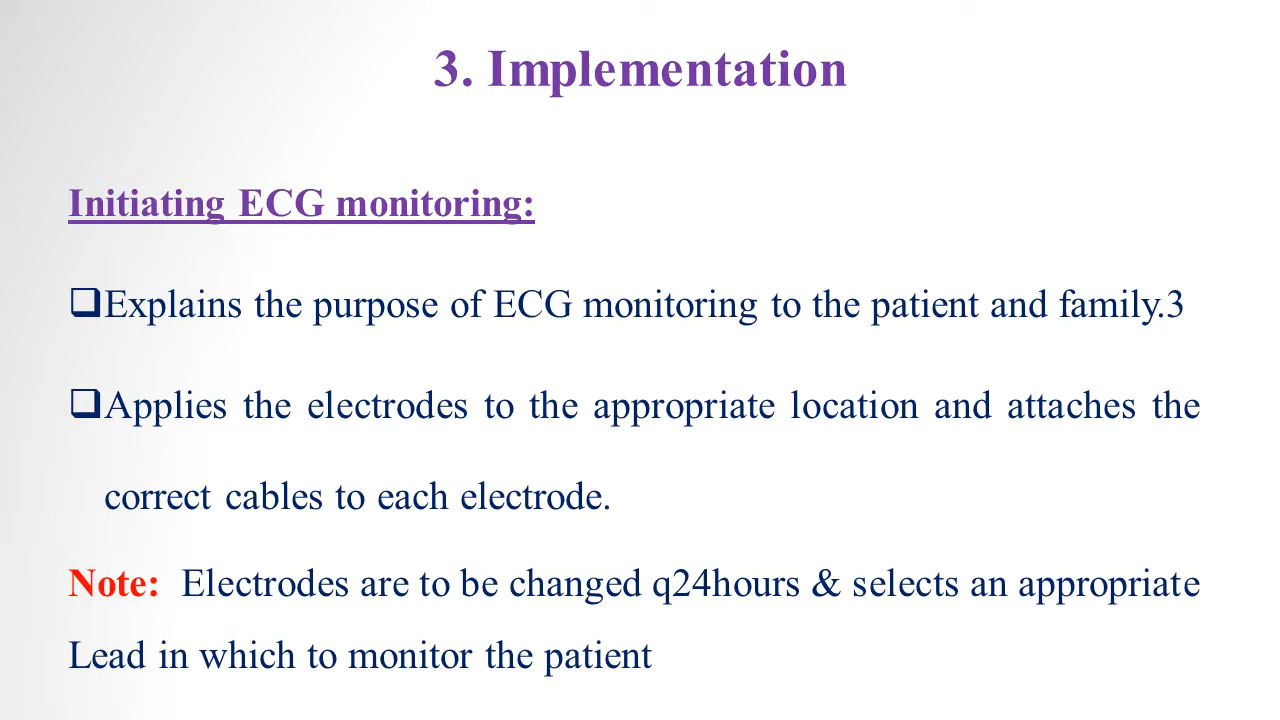 3. Implementation
Initiating ECG monitoring:
❑Explains the purpose of ECG monitoring to the patient and family.3
❑Applies the electrodes to the appropriate location and attaches the
correct cables to each electrode.
Note: Electrodes are to be changed q24hours & selects an appropriate
Lead in which to monitor the patient